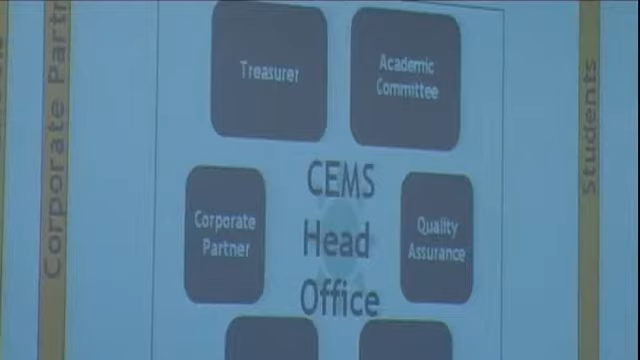 Corporate Partn
Treasurer
Academic
Committee
CEMS
Head
Office
Corporate
Partner
Quality
Assurance
Students